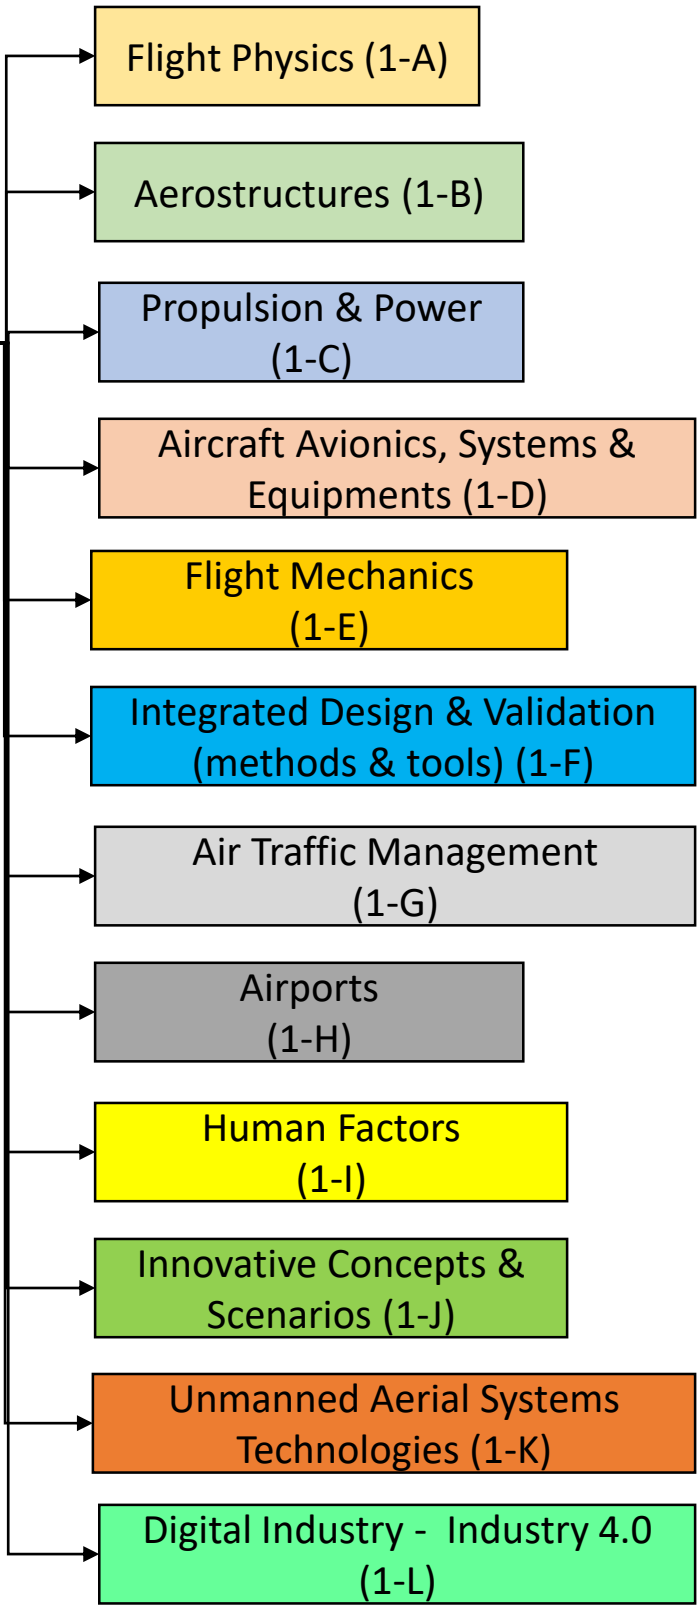 Flight Physics (1-A)
Aerostructures (1-B)
Propulsion & Power
(1-C)
Aircraft Avionics, Systems &
Equipments (1-D)
Flight Mechanics
(1-E)
Integrated Design & Validation
(methods & tools) (1-F)
Air Traffic Management
(1-G)
Airports
(1-H)
Human Factors
(1-I)
Innovative Concepts &
Scenarios (1-J)
Unmanned Aerial Systems
Technologies (1-K)
Digital Industry -  Industry 4.0
(1-L)